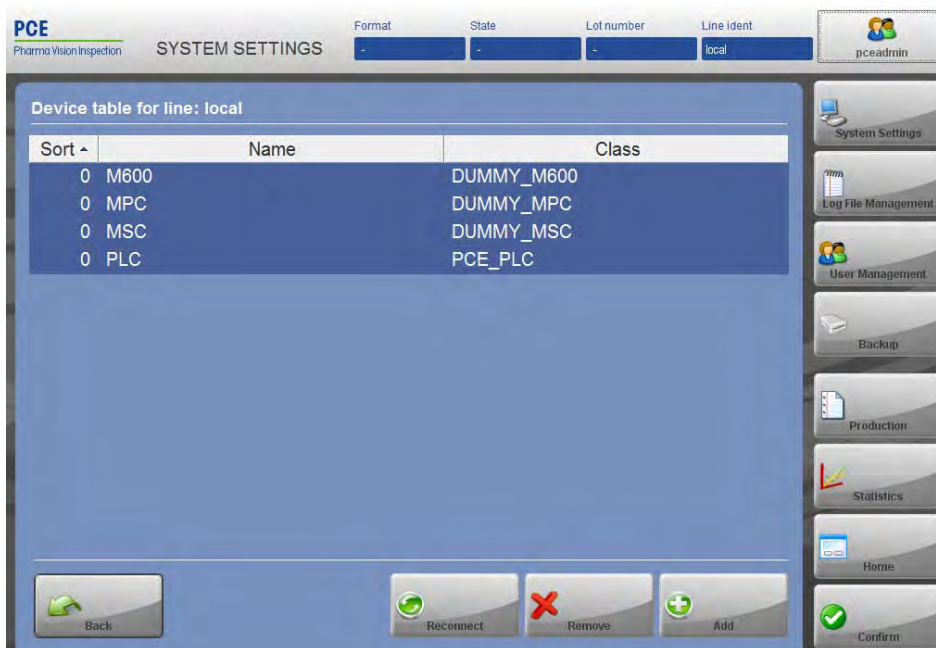 PCE
Pharma Vision Inspection
SYSTEM SETTINGS
Format
-
State
-
Lot number
-
Line ident
local
pceadmin
Device table for line: local
Sort Name Class
0 M600 DUMMY_M600
0 MPC DUMMY_MPC
0 MSC DUMMY_MSC
0 PLC PCE_PLC
System Settings
Log File Management
User Management
Backup
Production
Statistics
Home
Confirm
Back
Reconnect
Remove
Add